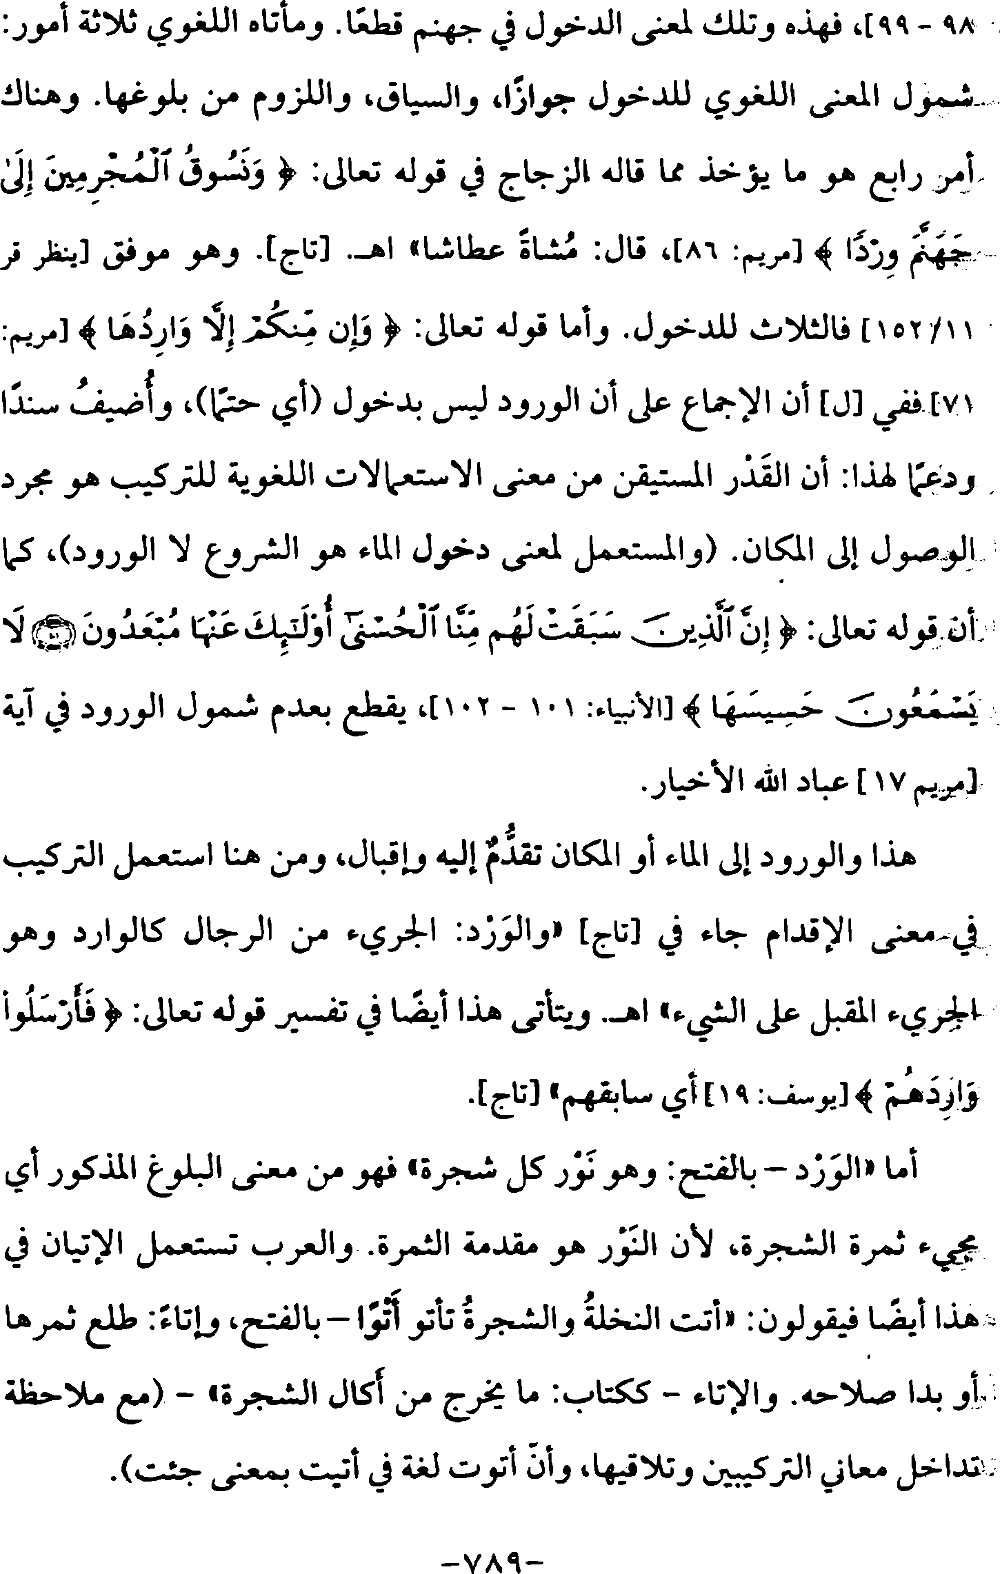 ٩٨ - ٩٩]، فهذه وتلك لمعنى الدخول في جهنم قطعًا. ومأتاه اللغوي ثلاثة أمور:
شمول المعنى اللغوي للدخول جوازًا، والسياق، واللزوم من بلوغها. وهناك
أمر رابع هو ما يؤخذ مما قاله الزجاج في قوله تعالى: ﴿ وَنَسُوقُ ٱلْمُجْرِمِينَ إِلَىٰ
جَهَنَّمَ وِرْدًا ﴾ [مريم: ٨٦]، قال: مُشاةً عطاشا» اهـ. [تاج]. وهو موفق [ينظر قر
١١/ ١٥٢] فالثلاث للدخول. وأما قوله تعالى: ﴿ وَإِن مِّنكُمْ إِلَّا وَارِدُهَا ﴾ [مريم:
٧١] ففي [ل] أن الإجماع على أن الورود ليس بدخول (أي حتمًا)، وأُضيفُ سندًا
ودعمًا لهذا: أن القَدْر المستيقن من معنى الاستعمالات اللغوية للتركيب هو مجرد
الوصول إلى المكان. (والمستعمل لمعنى دخول الماء هو الشروع لا الورود)، كما
أن قوله تعالى: ﴿ إِنَّ ٱلَّذِينَ سَبَقَتْ لَهُم مِّنَّا ٱلْحُسْنَىٰٓ أُوْلَٰٓئِكَ عَنْهَا مُبْعَدُونَ ۝ لَا
يَسْمَعُونَ حَسِيسَهَا ﴾ [الأنبياء: ١٠١ - ١٠٢]، يقطع بعدم شمول الورود في آية
[مريم ١٧] عباد الله الأخيار.
هذا والورود إلى الماء أو المكان تقدُّمٌ إليه وإقبال، ومن هنا استعمل التركيب
في معنى الإقدام جاء في [تاج] «والوَرْد: الجريء من الرجال كالوارد وهو
الجريء المقبل على الشيء» اهـ. ويتأتى هذا أيضًا في تفسير قوله تعالى: ﴿ فَأَرْسَلُواْ
وَارِدَهُمْ ﴾ [يوسف: ١٩] أي سابقهم» [تاج].
أما «الوَرْد – بالفتح: وهو نَوْر كل شجرة» فهو من معنى البلوغ المذكور أي
مجيء ثمرة الشجرة، لأن النَوْر هو مقدمة الثمرة. والعرب تستعمل الإتيان في
هذا أيضًا فيقولون: «أتت النخلةُ والشجرةُ تأتو أَتْوًا – بالفتح، وإتاءً: طلع ثمرها
أو بدا صلاحه. والإتاء - ككتاب: ما يخرج من أكال الشجرة» - (مع ملاحظة
تداخل معاني التركيبين وتلاقيها، وأنّ أتوت لغة في أتيت بمعنى جئت).
-٧٨٩-